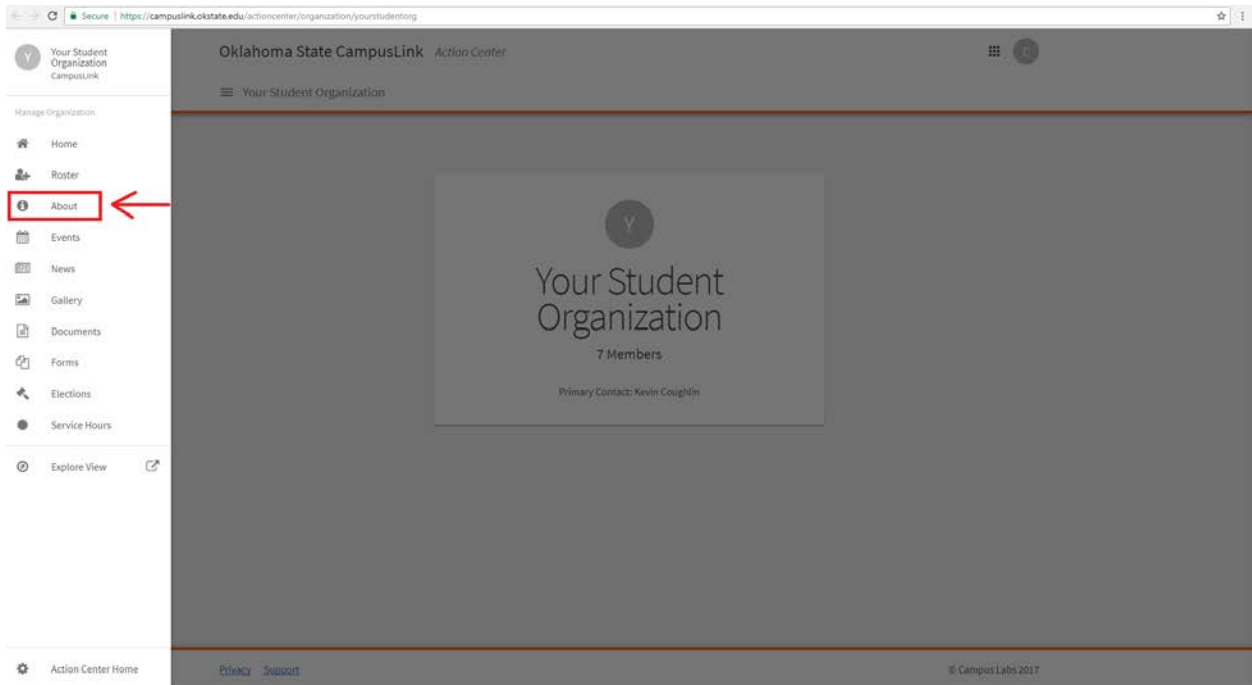 Secure | https://campuslink.okstate.edu/actioncenter/organization/yourstudentorg
Y
Your Student
Organization
CampusLink
Manage Organization
Home
Roster
About
Events
News
Gallery
Documents
Forms
Elections
Service Hours
Explore View
Action Center Home
Oklahoma State CampusLink Action Center
C
Your Student Organization
Y
Your Student
Organization
7 Members
Primary Contact: Kevin Coughlin
Privacy Support
© Campus Labs 2017